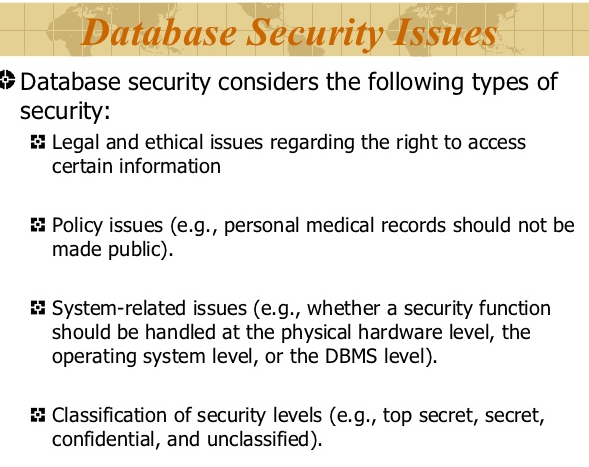 Database Security Issues
Database security considers the following types of
security:
Legal and ethical issues regarding the right to access
certain information
Policy issues (e.g., personal medical records should not be
made public).
System-related issues (e.g., whether a security function
should be handled at the physical hardware level, the
operating system level, or the DBMS level).
Classification of security levels (e.g., top secret, secret,
confidential, and unclassified).